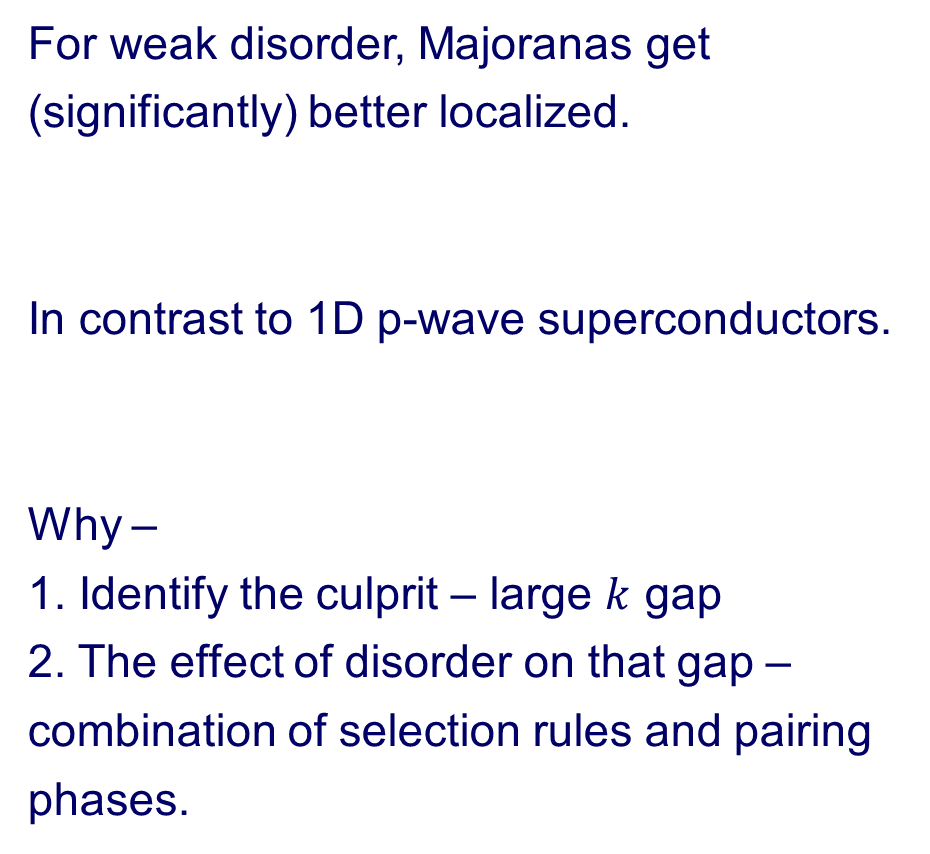 For weak disorder, Majoranas get
(significantly) better localized.
In contrast to 1D p-wave superconductors.
Why –
1. Identify the culprit – large k gap
2. The effect of disorder on that gap –
combination of selection rules and pairing
phases.